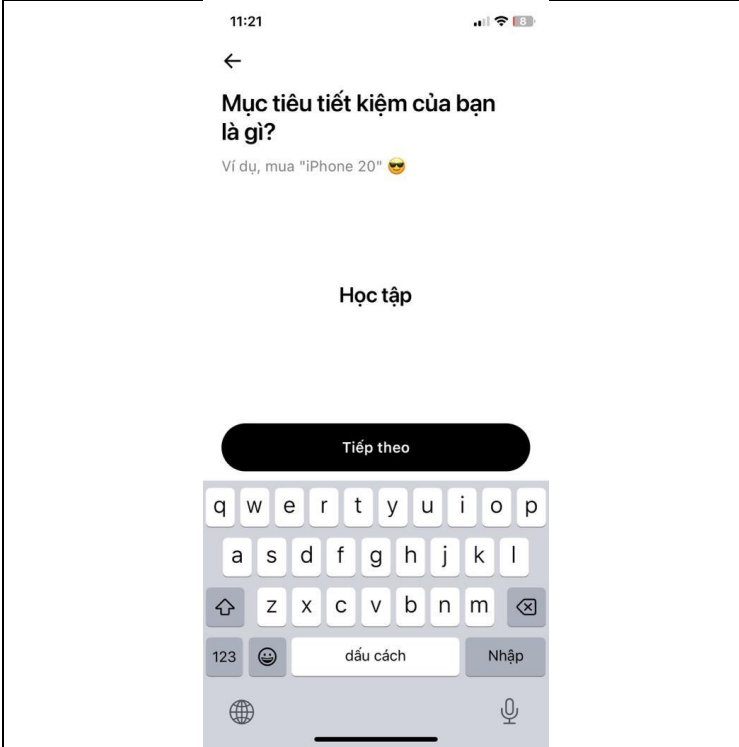 11:21
8
Mục tiêu tiết kiệm của bạn
là gì?
Ví dụ, mua "iPhone 20" 😎
Học tập
Tiếp theo
q w e r t y u i o p
a s d f g h j k l
z x c v b n m
123 dấu cách Nhập